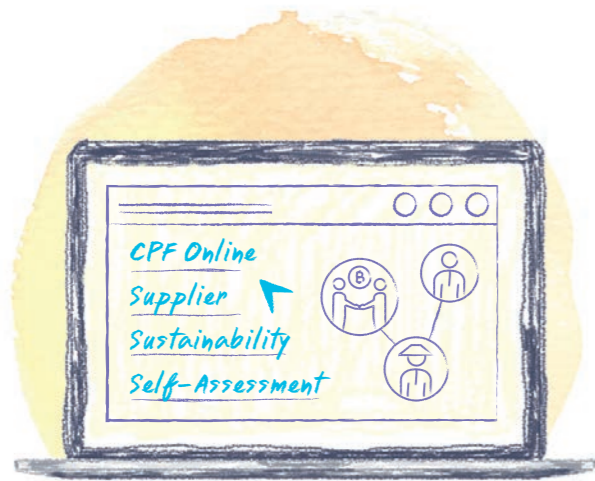 CPF Online
Supplier
Sustainability
Self-Assessment
฿